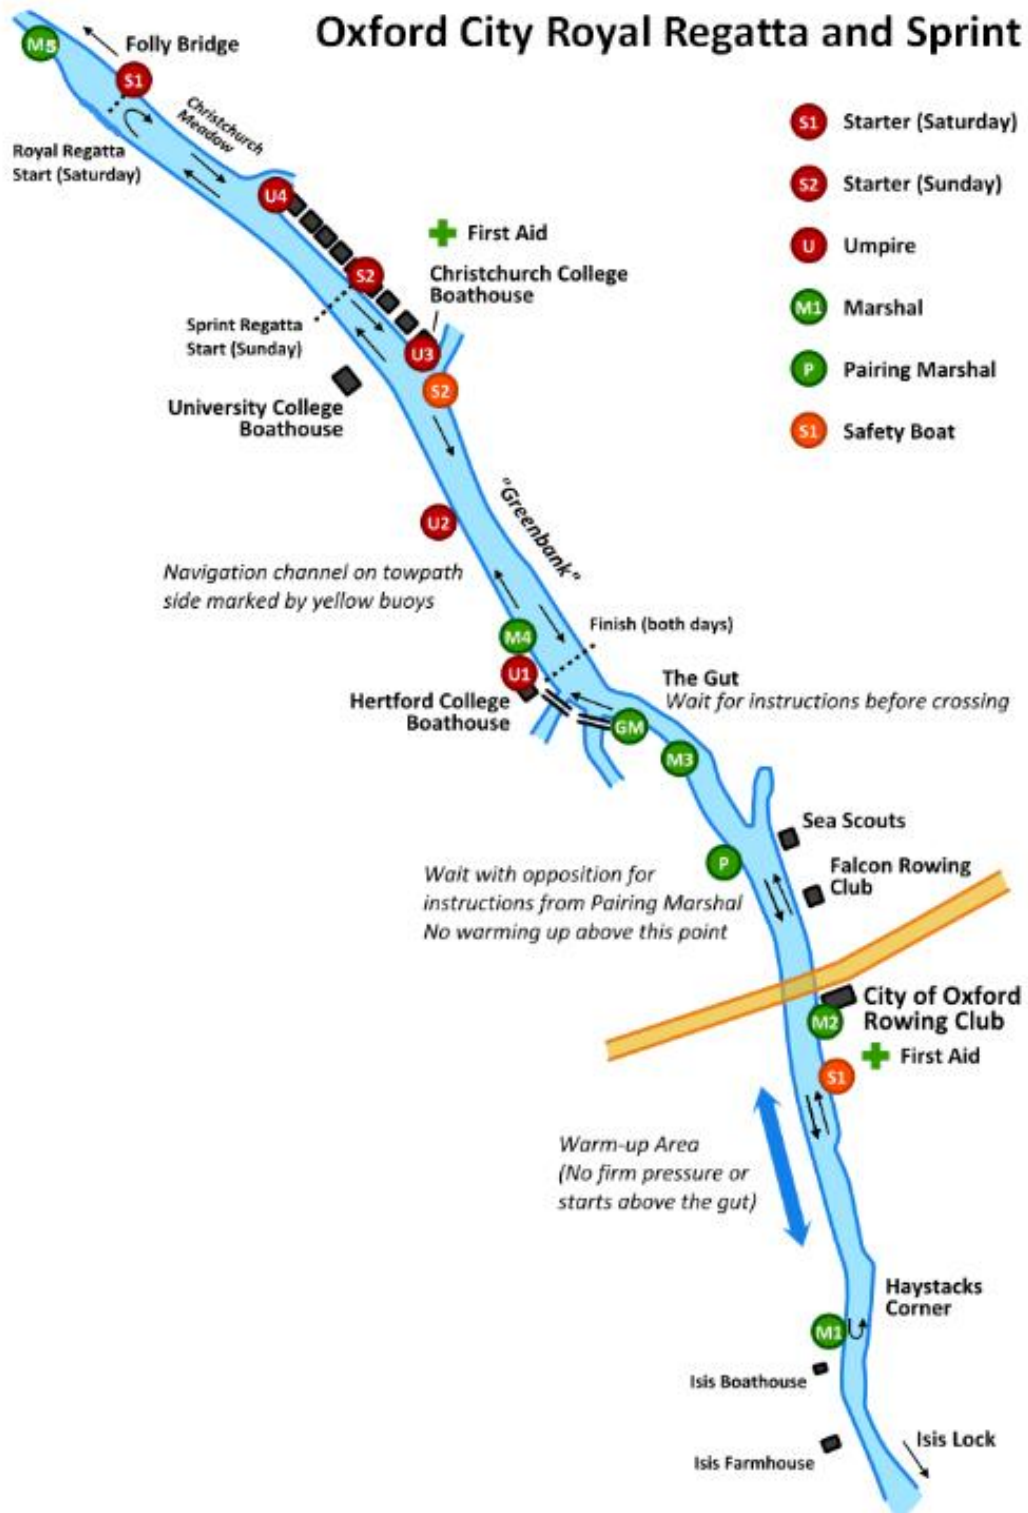 Oxford City Royal Regatta and Sprint
M5
Folly Bridge
S1
Christchurch
Meadow
Royal Regatta
Start (Saturday)
S1 Starter (Saturday)
S2 Starter (Sunday)
U Umpire
M1 Marshal
P Pairing Marshal
S1 Safety Boat
U4
First Aid
S2
Christchurch College
Boathouse
Sprint Regatta
Start (Sunday)
U3
S2
University College
Boathouse
"Greenbank"
U2
Navigation channel on towpath
side marked by yellow buoys
Finish (both days)
M4
U1
Hertford College
Boathouse
The Gut
Wait for instructions before crossing
GM
M3
Sea Scouts
P
Falcon Rowing
Club
Wait with opposition for
instructions from Pairing Marshal
No warming up above this point
City of Oxford
Rowing Club
M2
First Aid
S1
Warm-up Area
(No firm pressure or
starts above the gut)
Haystacks
Corner
M1
Isis Boathouse
Isis Lock
Isis Farmhouse